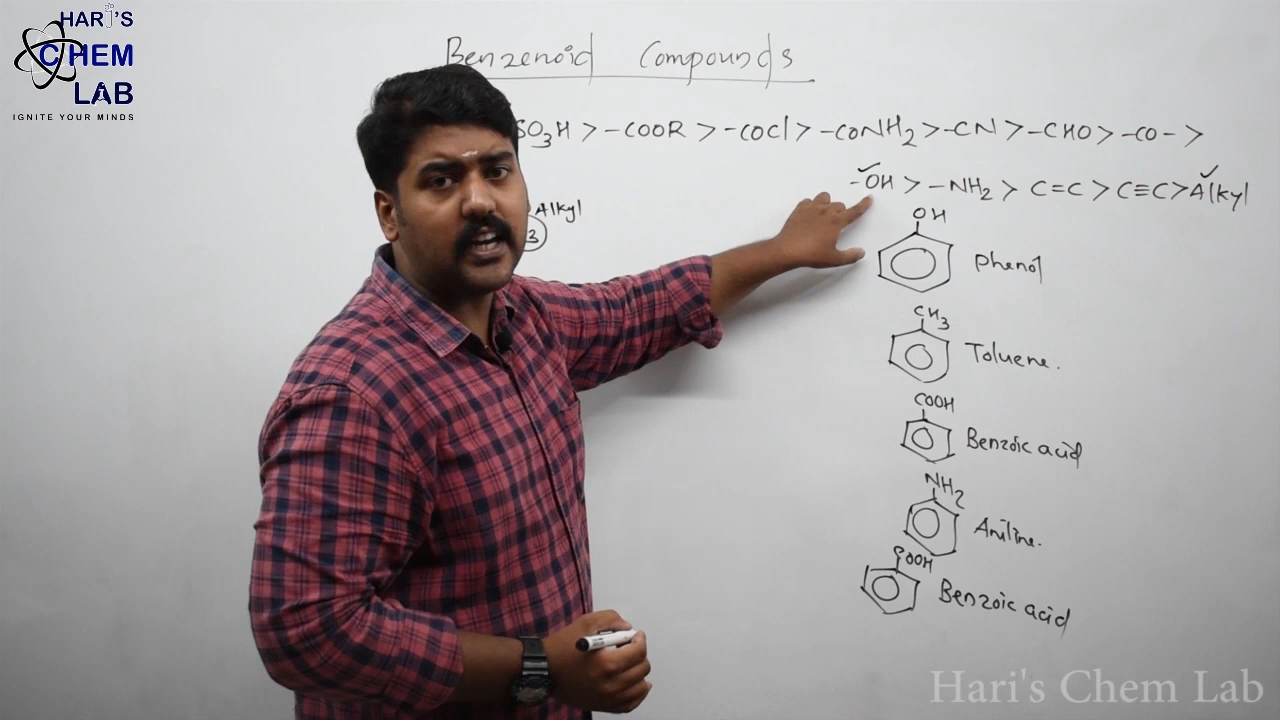 HARI'S
CHEM
LAB
IGNITE YOUR MINDS
Benzenoid Compounds
SO3H > -COOR > -COCl > -CONH2 > -CN > -CHO > -CO- >
-OH > -NH2 > C=C > C≡C > Alkyl
Alkyl
3
OH
Phenol
CH3
Toluene.
COOH
Benzoic acid
NH2
Aniline.
COOH
Benzoic acid
Hari's Chem Lab